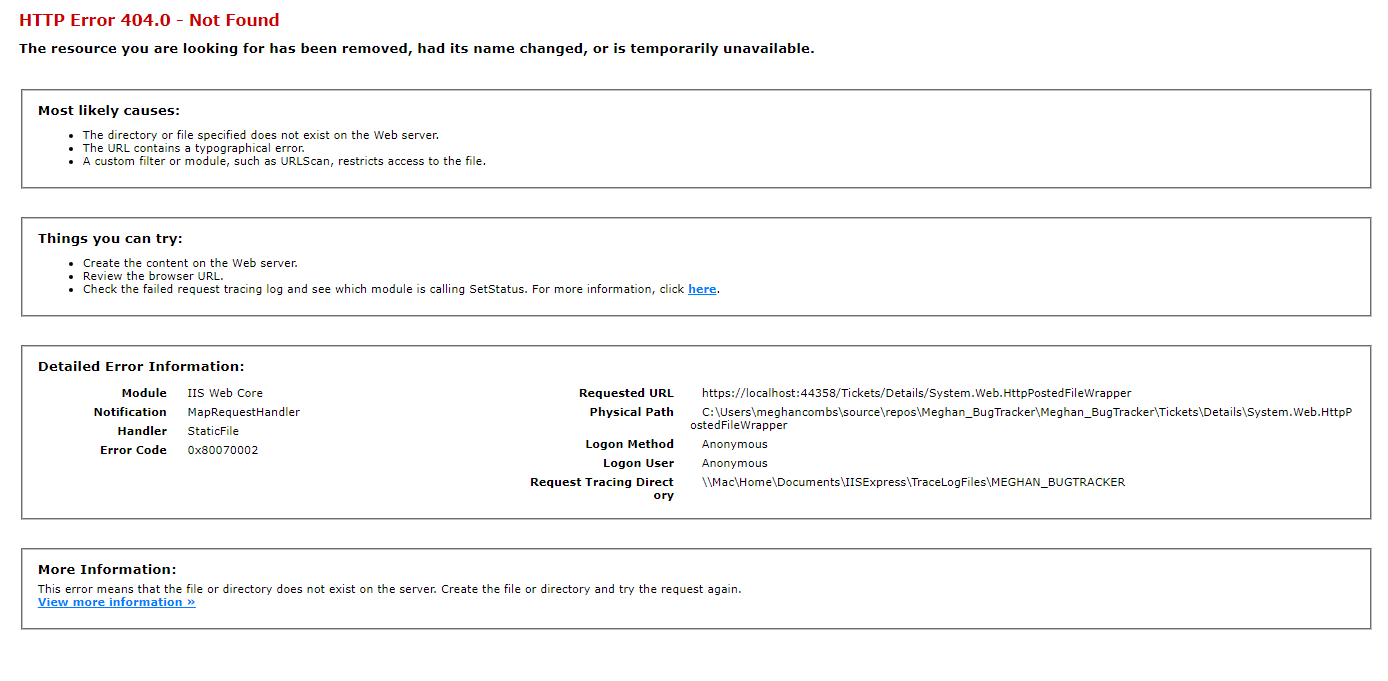 HTTP Error 404.0 - Not Found
The resource you are looking for has been removed, had its name changed, or is temporarily unavailable.
Most likely causes:
• The directory or file specified does not exist on the Web server.
• The URL contains a typographical error.
• A custom filter or module, such as URLScan, restricts access to the file.
Things you can try:
• Create the content on the Web server.
• Review the browser URL.
• Check the failed request tracing log and see which module is calling SetStatus. For more information, click here.
Detailed Error Information:
Module IIS Web Core
Notification MapRequestHandler
Handler StaticFile
Error Code 0x80070002
Requested URL https://localhost:44358/Tickets/Details/System.Web.HttpPostedFileWrapper
Physical Path C:\Users\meghancombs\source\repos\Meghan_BugTracker\Meghan_BugTracker\Tickets\Details\System.Web.HttpP
ostedFileWrapper
Logon Method Anonymous
Logon User Anonymous
Request Tracing Direct
ory \\Mac\Home\Documents\IISExpress\TraceLogFiles\MEGHAN_BUGTRACKER
More Information:
This error means that the file or directory does not exist on the server. Create the file or directory and try the request again.
View more information »